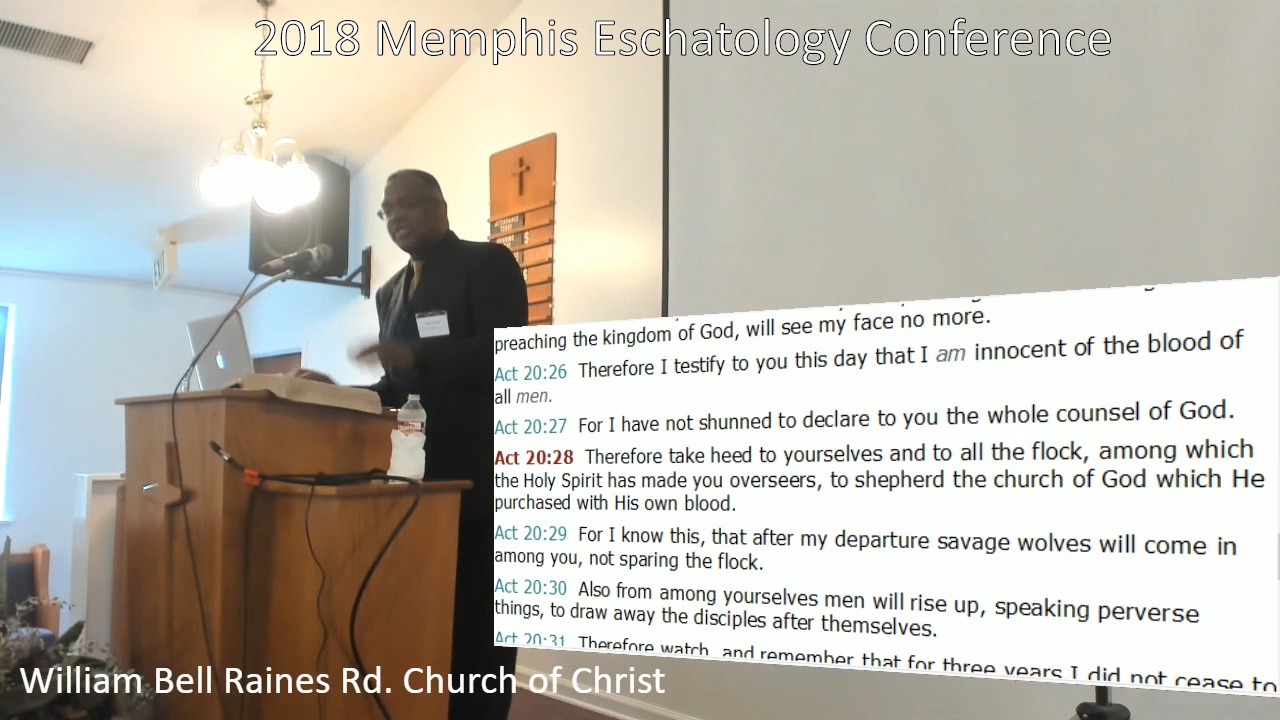 2018 Memphis Eschatology Conference
EXIT
preaching the kingdom of God, will see my face no more.
Act 20:26 Therefore I testify to you this day that I am innocent of the blood of
all men.
Act 20:27 For I have not shunned to declare to you the whole counsel of God.
Act 20:28 Therefore take heed to yourselves and to all the flock, among which
the Holy Spirit has made you overseers, to shepherd the church of God which He
purchased with His own blood.
Act 20:29 For I know this, that after my departure savage wolves will come in
among you, not sparing the flock.
Act 20:30 Also from among yourselves men will rise up, speaking perverse
things, to draw away the disciples after themselves.
Act 20:31 Therefore watch, and remember that for three years I did not cease to
William Bell Raines Rd. Church of Christ